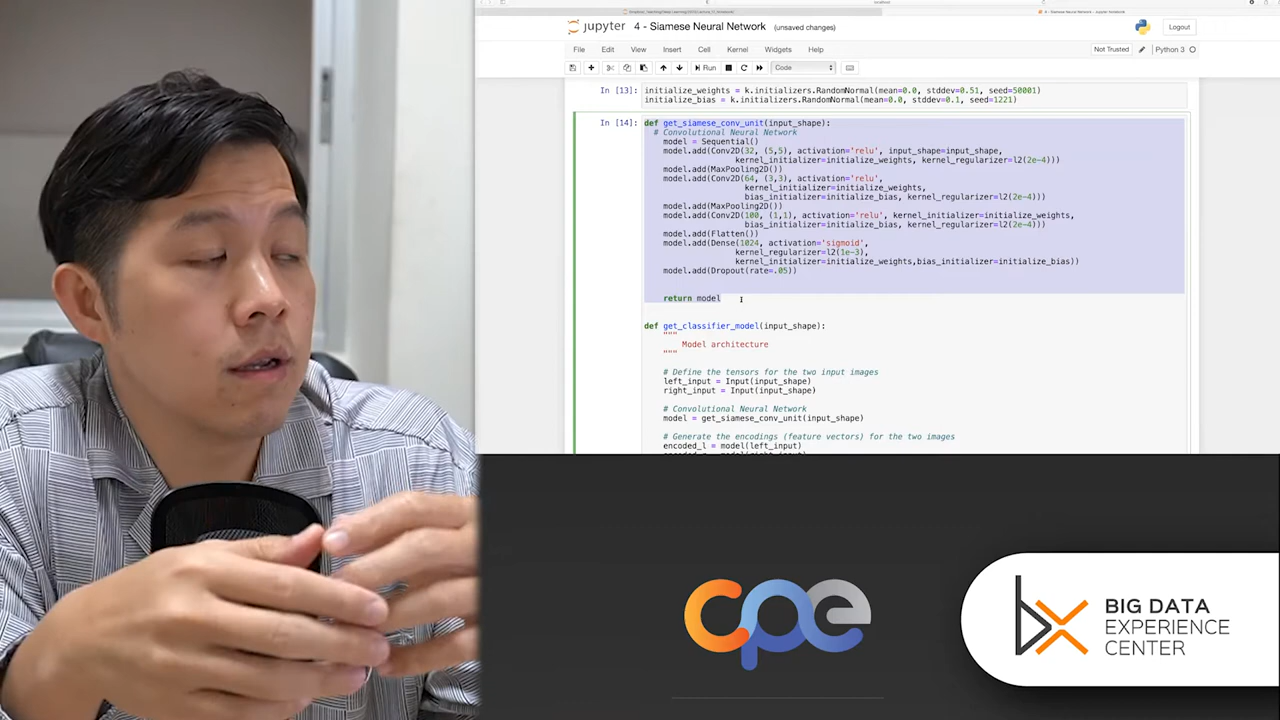 jupyter 4 - Siamese Neural Network (unsaved changes)
Logout
File Edit View Insert Cell Kernel Widgets Help
Not Trusted
Python 3
Run
Code
In [13]: initialize_weights = k.initializers.RandomNormal(mean=0.0, stddev=0.51, seed=50001)
initialize_bias = k.initializers.RandomNormal(mean=0.0, stddev=0.1, seed=1221)
In [14]: def get_siamese_conv_unit(input_shape):
# Convolutional Neural Network
model = Sequential()
model.add(Conv2D(32, (5,5), activation='relu', input_shape=input_shape,
kernel_initializer=initialize_weights, kernel_regularizer=l2(2e-4)))
model.add(MaxPooling2D())
model.add(Conv2D(64, (3,3), activation='relu',
kernel_initializer=initialize_weights,
bias_initializer=initialize_bias, kernel_regularizer=l2(2e-4)))
model.add(MaxPooling2D())
model.add(Conv2D(100, (1,1), activation='relu', kernel_initializer=initialize_weights,
bias_initializer=initialize_bias, kernel_regularizer=l2(2e-4)))
model.add(Flatten())
model.add(Dense(1024, activation='sigmoid',
kernel_regularizer=l2(1e-3),
kernel_initializer=initialize_weights,bias_initializer=initialize_bias))
model.add(Dropout(rate=.05))
return model
def get_classifier_model(input_shape):
"""
Model architecture
"""
# Define the tensors for the two input images
left_input = Input(input_shape)
right_input = Input(input_shape)
# Convolutional Neural Network
model = get_siamese_conv_unit(input_shape)
# Generate the encodings (feature vectors) for the two images
encoded_l = model(left_input)
cpe
bx
BIG DATA
EXPERIENCE
CENTER